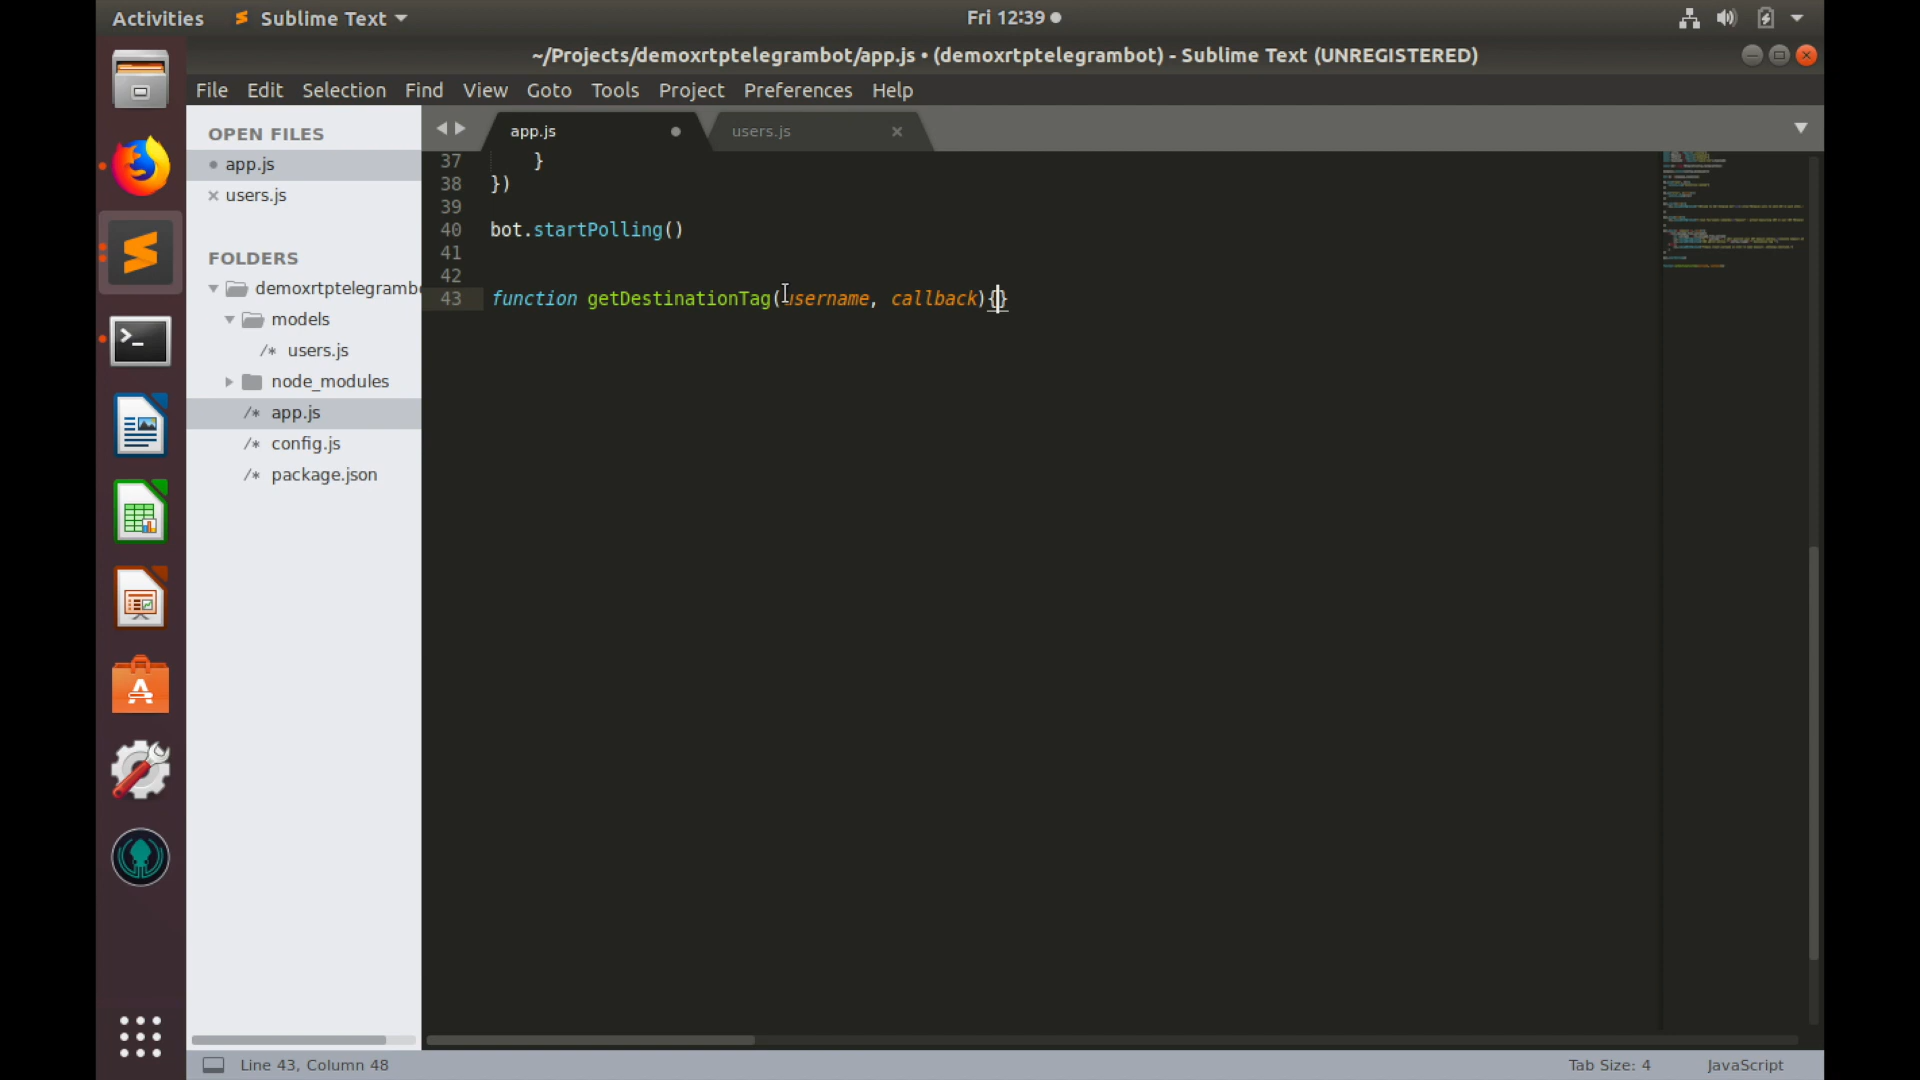 Activities Sublime Text Fri 12:39
~/Projects/demoxrtptelegrambot/app.js • (demoxrtptelegrambot) - Sublime Text (UNREGISTERED)
File Edit Selection Find View Goto Tools Project Preferences Help
OPEN FILES
app.js
users.js
FOLDERS
demoxrtptelegrambo
models
/* users.js
node_modules
/* app.js
/* config.js
/* package.json
app.js users.js
37 }
38 })
39
40 bot.startPolling()
41
42
43 function getDestinationTag(username, callback){}
Line 43, Column 48 Tab Size: 4 JavaScript